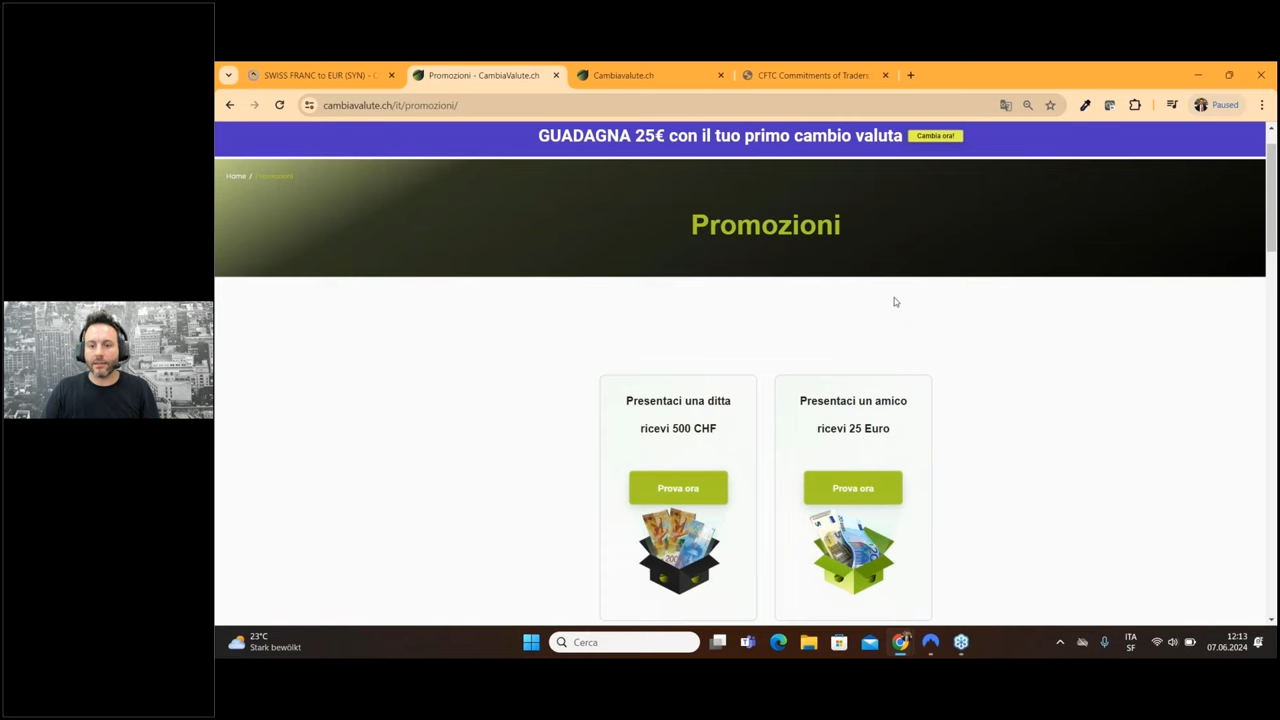 SWISS FRANC to EUR (SYN) - C
Promozioni - CambiaValute.ch
Cambiavalute.ch
CFTC Commitments of Traders
cambiavalute.ch/it/promozioni/
Paused
GUADAGNA 25€ con il tuo primo cambio valuta
Cambia ora!
Home / Promozioni
Promozioni
Presentaci una ditta
ricevi 500 CHF
Prova ora
Presentaci un amico
ricevi 25 Euro
Prova ora
23°C
Stark bewölkt
Cerca
ITA
SF
12:13
07.06.2024